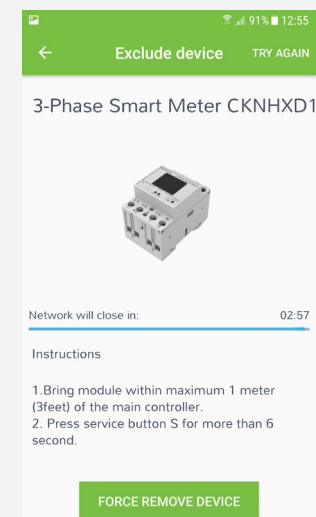 91% 12:55
Exclude device TRY AGAIN
3-Phase Smart Meter CKNHXD1
Network will close in: 02:57
Instructions
1.Bring module within maximum 1 meter
(3feet) of the main controller.
2. Press service button S for more than 6
second.
FORCE REMOVE DEVICE